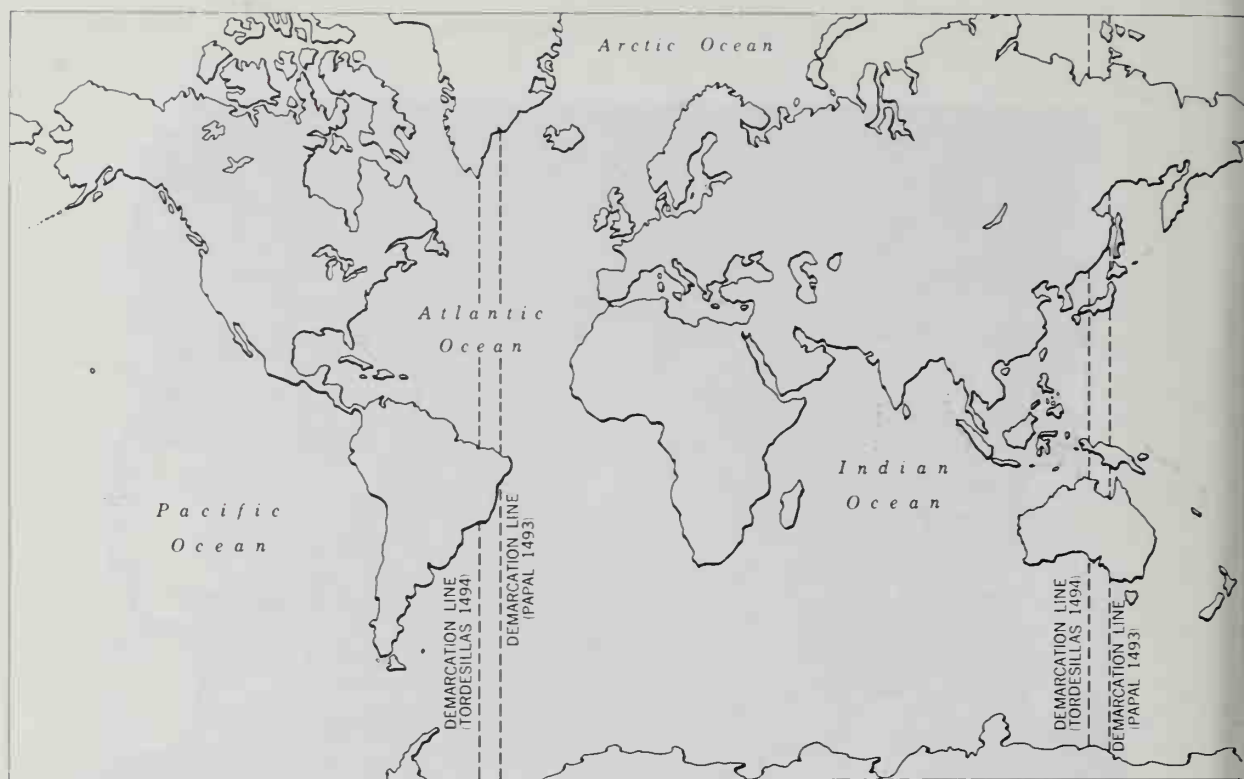 Arctic Ocean
Atlantic
Ocean
Pacific
Ocean
Indian
Ocean
DEMARCATION LINE
(TORDESILLAS 1494)
DEMARCATION LINE
(PAPAL 1493)
DEMARCATION LINE
(TORDESILLAS 1494)
DEMARCATION LINE
(PAPAL 1493)